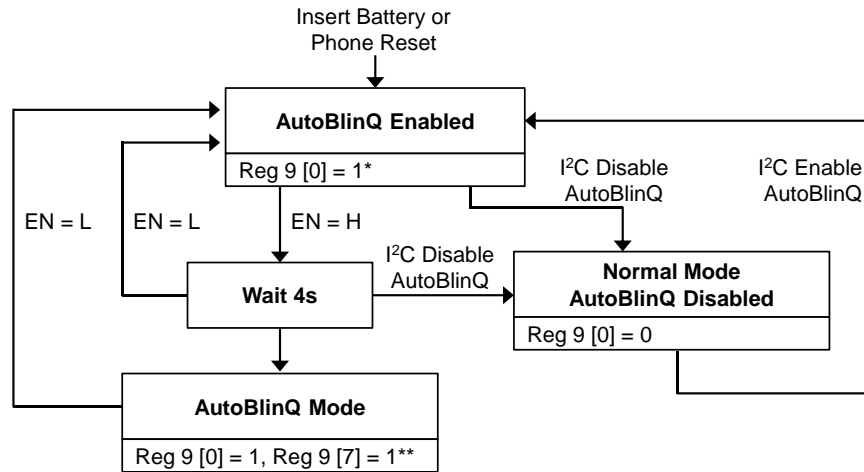 Insert Battery or
Phone Reset
AutoBlinQ Enabled
Reg 9 [0] = 1*
I²C Disable
AutoBlinQ
I²C Enable
AutoBlinQ
EN = L
EN = L
EN = H
I²C Disable
AutoBlinQ
Wait 4s
Normal Mode
AutoBlinQ Disabled
Reg 9 [0] = 0
AutoBlinQ Mode
Reg 9 [0] = 1, Reg 9 [7] = 1**